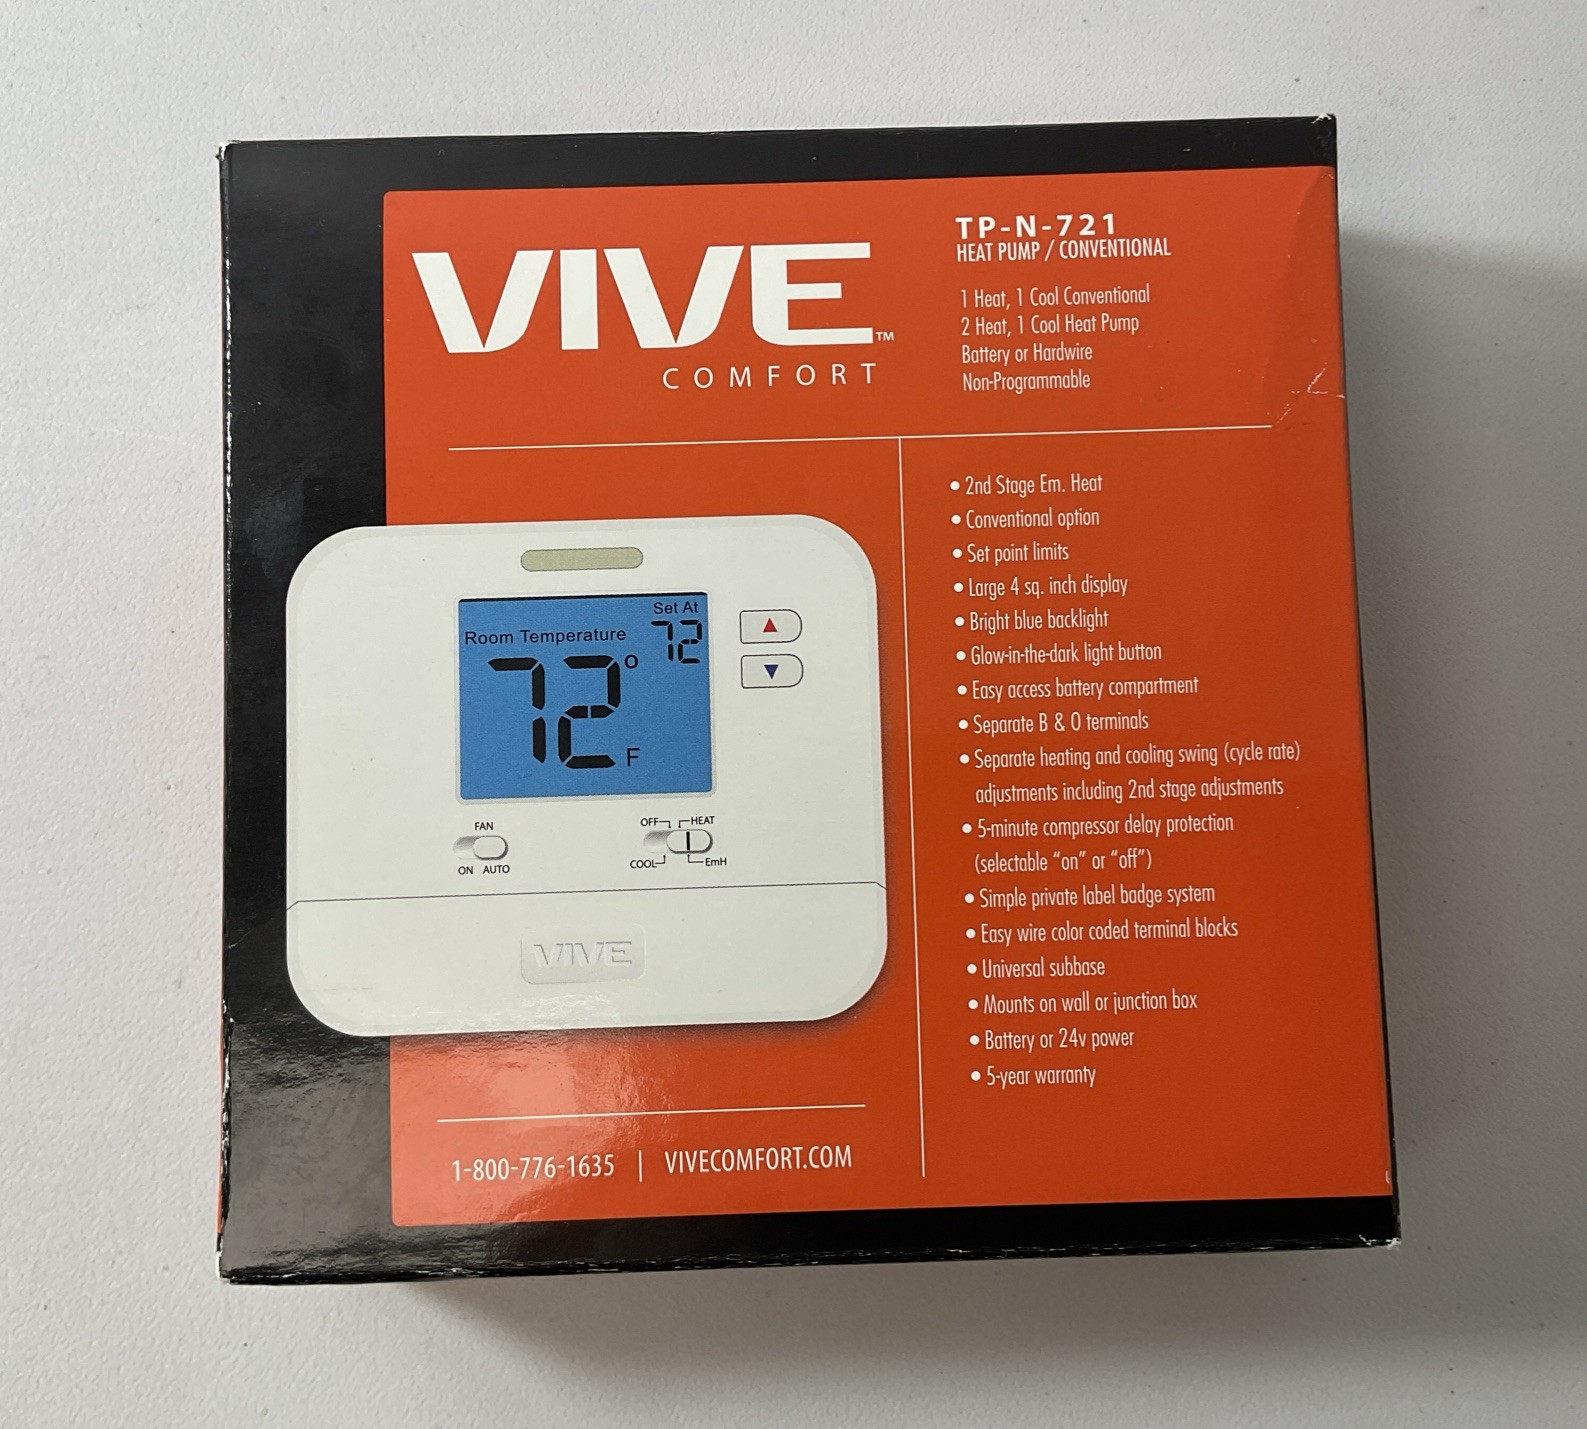 VIVE™
COMFORT
TP-N-721
HEAT PUMP / CONVENTIONAL
1 Heat, 1 Cool Conventional
2 Heat, 1 Cool Heat Pump
Battery or Hardwire
Non-Programmable
Set At
72
Room Temperature
72°
F
FAN
ON AUTO
OFF HEAT
COOL EmH
VIVE
• 2nd Stage Em. Heat
• Conventional option
• Set point limits
• Large 4 sq. inch display
• Bright blue backlight
• Glow-in-the-dark light button
• Easy access battery compartment
• Separate B & O terminals
• Separate heating and cooling swing (cycle rate)
adjustments including 2nd stage adjustments
• 5-minute compressor delay protection
(selectable “on” or “off”)
• Simple private label badge system
• Easy wire color coded terminal blocks
• Universal subbase
• Mounts on wall or junction box
• Battery or 24v power
• 5-year warranty
1-800-776-1635 | VIVECOMFORT.COM